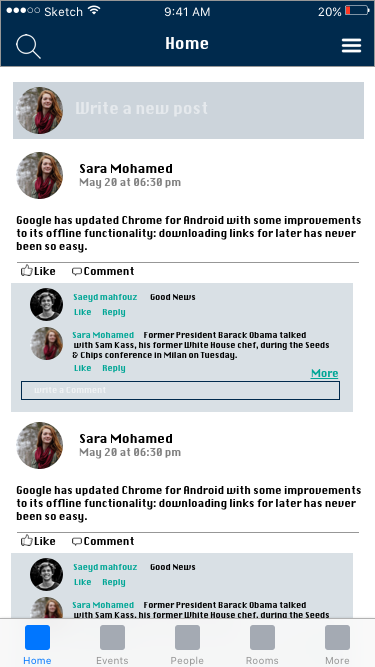 Sketch 9:41 AM 20%
Home
Write a new post
Sara Mohamed
May 20 at 06:30 pm
Google has updated Chrome for Android with some improvements
to its offline functionality: downloading links for later has never
been so easy.
Like Comment
Saeyd mahfouz Good News
Like Reply
Sara Mohamed Former President Barack Obama talked
with Sam Kass, his former White House chef, during the Seeds
& Chips conference in Milan on Tuesday.
Like Reply
More
Write a Comment
Sara Mohamed
May 20 at 06:30 pm
Google has updated Chrome for Android with some improvements
to its offline functionality: downloading links for later has never
been so easy.
Like Comment
Saeyd mahfouz Good News
Like Reply
Sara Mohamed Former President Barack Obama talked
with Sam Kass, his former White House chef, during the Seeds
Home Events People Rooms More